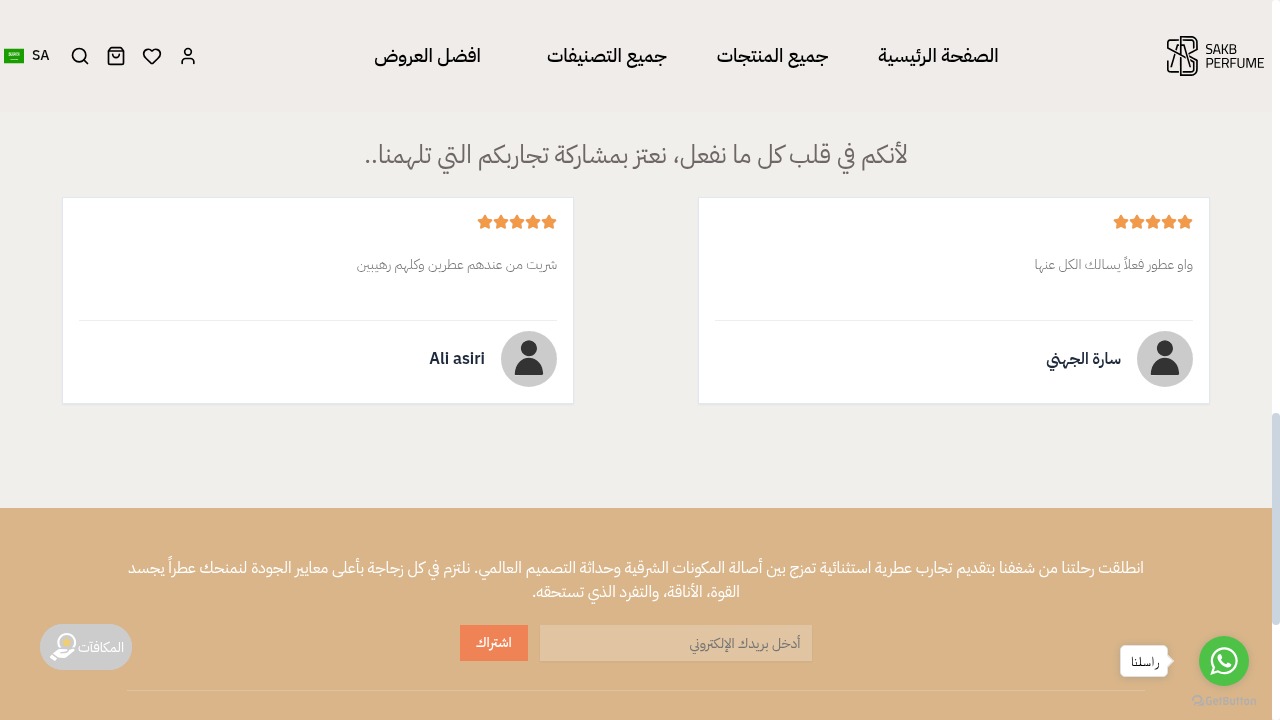 SAKB
PERFUME
الصفحة الرئيسية
جميع المنتجات
جميع التصنيفات
افضل العروض
SA
لأنكم في قلب كل ما نفعل، نعتز بمشاركة تجاربكم التي تلهمنا..
واو عطور فعلاً يسالك الكل عنها
سارة الجهني
شريت من عندهم عطرين وكلهم رهيبين
Ali asiri
انطلقت رحلتنا من شغفنا بتقديم تجارب عطرية استثنائية تمزج بين أصالة المكونات الشرقية وحداثة التصميم العالمي. نلتزم في كل زجاجة بأعلى معايير الجودة لنمنحك عطراً يجسد
القوة، الأناقة، والتفرد الذي تستحقه.
أدخل بريدك الإلكتروني
اشتراك
المكافآت
راسلنا
GetButton